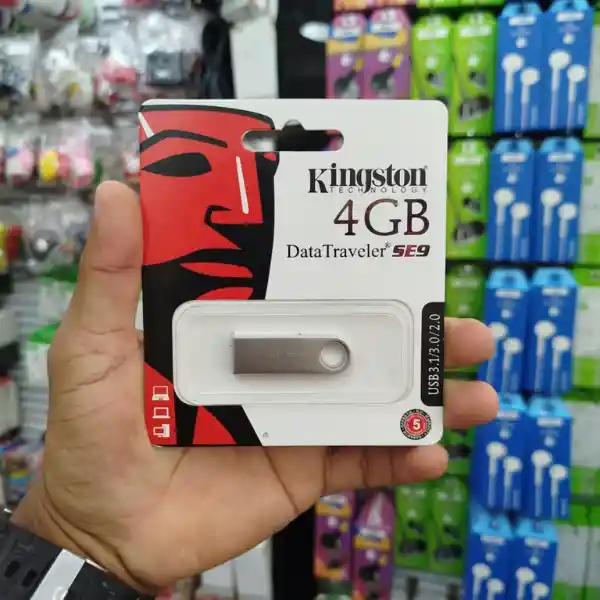 Kingston®
TECHNOLOGY
4GB
DataTraveler® SE9
USB3.1/3.0/2.0
5